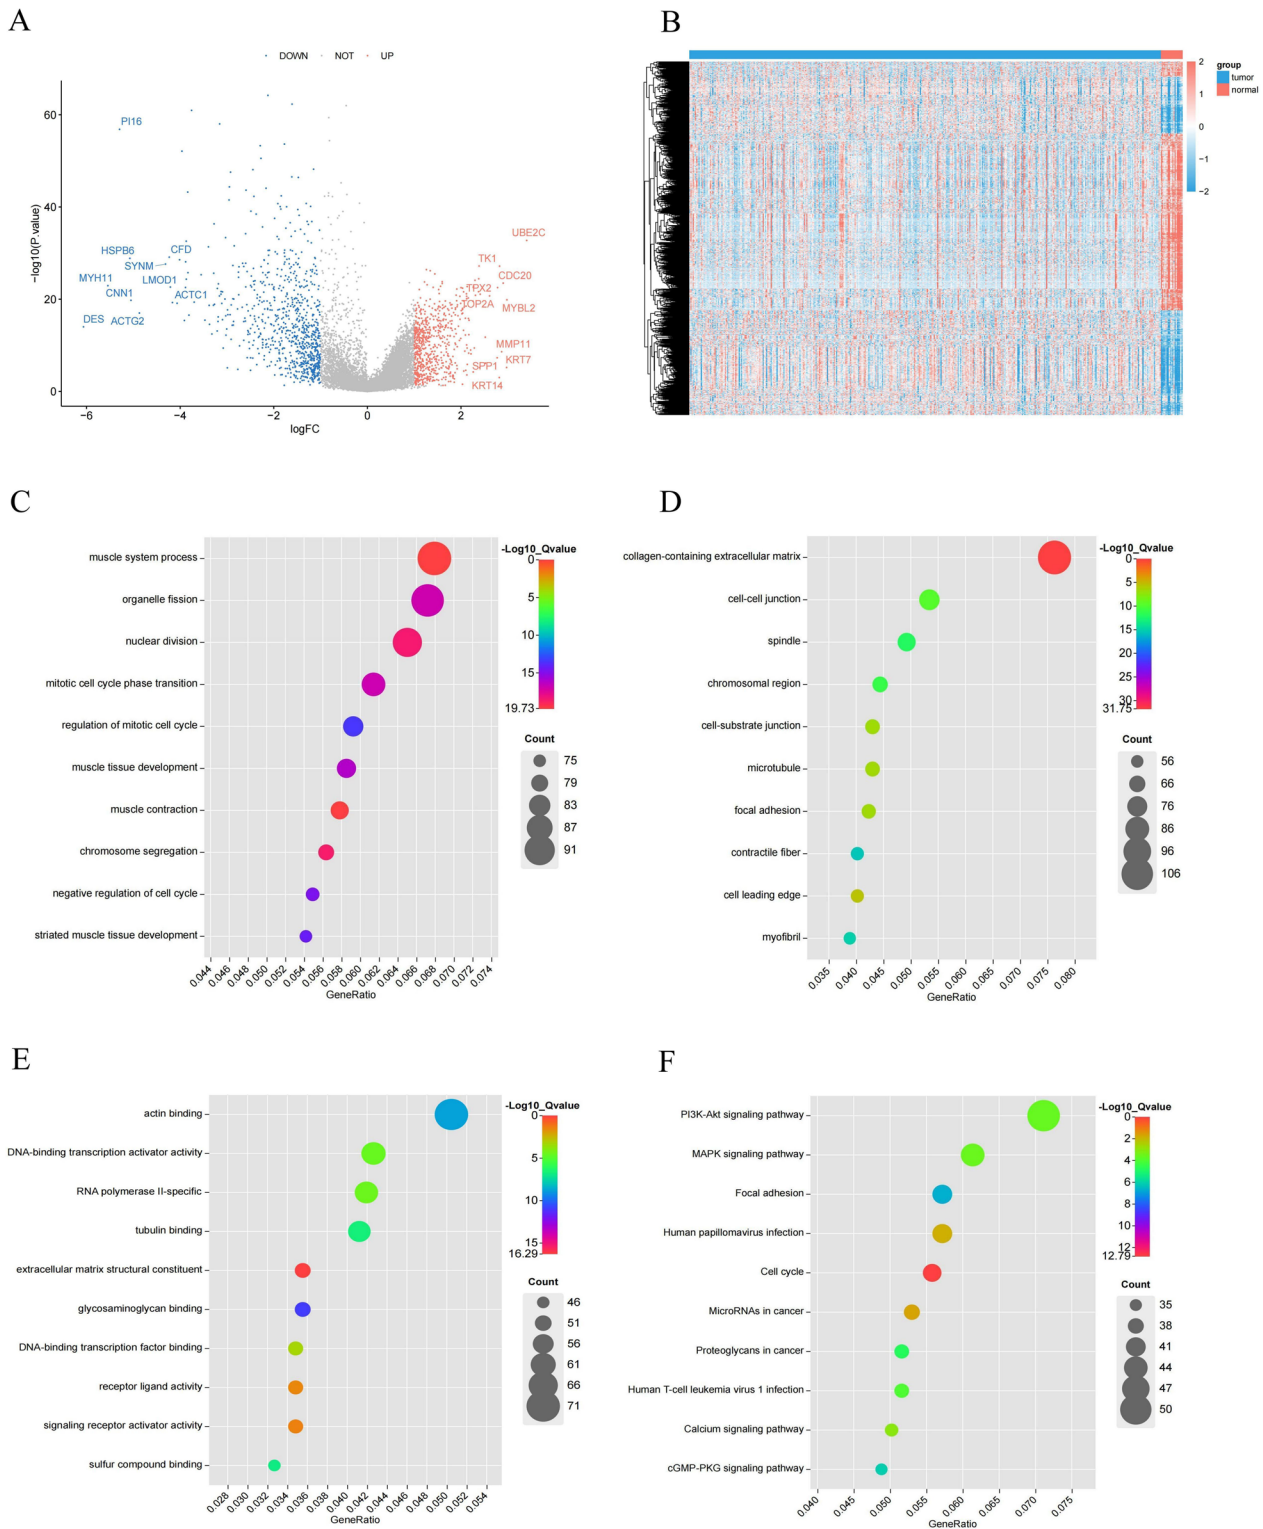 A
DOWN NOT UP
60
40
20
0
−log10(P.value)
PI16
HSPB6
CFD
SYNM
MYH11
LMOD1
CNN1
ACTC1
DES
ACTG2
UBE2C
TK1
CDC20
TPX2
TOP2A
MYBL2
MMP11
KRT7
SPP1
KRT14
−6 −4 −2 0 2
logFC
B
2
1
0
−1
−2
group
tumor
normal
C
muscle system process
organelle fission
nuclear division
mitotic cell cycle phase transition
regulation of mitotic cell cycle
muscle tissue development
muscle contraction
chromosome segregation
negative regulation of cell cycle
striated muscle tissue development
0.044 0.046 0.048 0.050 0.052 0.054 0.056 0.058 0.060 0.062 0.064 0.066 0.068 0.070 0.072 0.074
GeneRatio
-Log10_Qvalue
0
5
10
15
19.73
Count
75
79
83
87
91
D
collagen-containing extracellular matrix
cell-cell junction
spindle
chromosomal region
cell-substrate junction
microtubule
focal adhesion
contractile fiber
cell leading edge
myofibril
0.035 0.040 0.045 0.050 0.055 0.060 0.065 0.070 0.075 0.080
GeneRatio
-Log10_Qvalue
0
5
10
15
20
25
30
31.75
Count
56
66
76
86
96
106
E
actin binding
DNA-binding transcription activator activity
RNA polymerase II-specific
tubulin binding
extracellular matrix structural constituent
glycosaminoglycan binding
DNA-binding transcription factor binding
receptor ligand activity
signaling receptor activator activity
sulfur compound binding
0.028 0.030 0.032 0.034 0.036 0.038 0.040 0.042 0.044 0.046 0.048 0.050 0.052 0.054
GeneRatio
-Log10_Qvalue
0
5
10
15
16.29
Count
46
51
56
61
66
71
F
PI3K-Akt signaling pathway
MAPK signaling pathway
Focal adhesion
Human papillomavirus infection
Cell cycle
MicroRNAs in cancer
Proteoglycans in cancer
Human T-cell leukemia virus 1 infection
Calcium signaling pathway
cGMP-PKG signaling pathway
0.040 0.045 0.050 0.055 0.060 0.065 0.070 0.075
GeneRatio
-Log10_Qvalue
0
2
4
6
8
10
12
12.79
Count
35
38
41
44
47
50